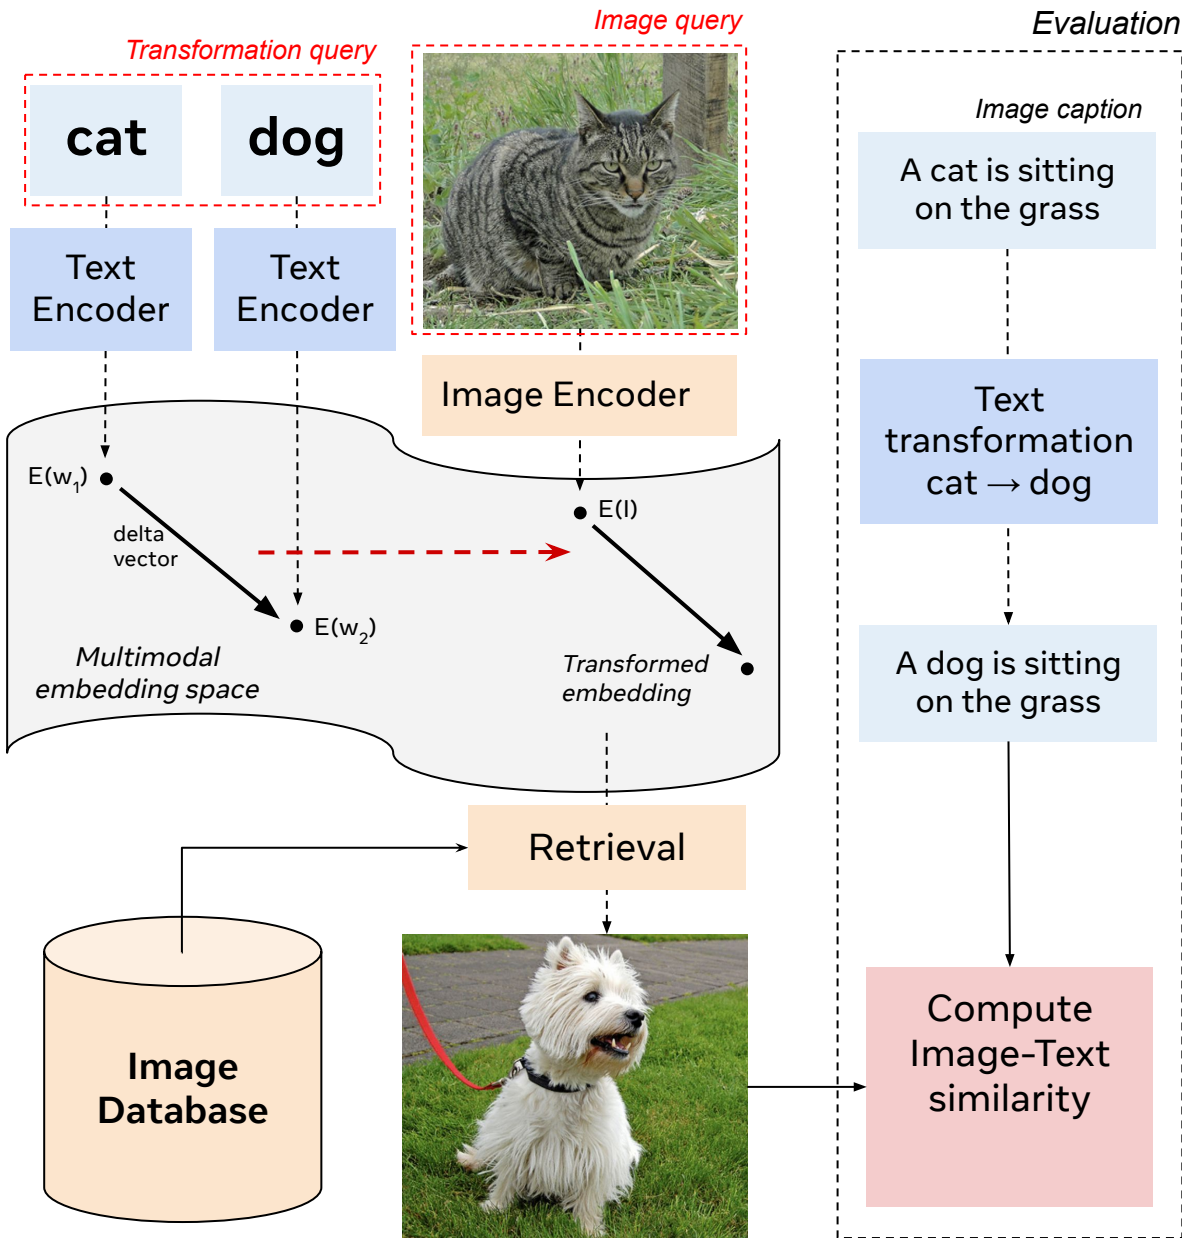 Transformation query
cat
dog
Text
Encoder
Text
Encoder
Image query
Image Encoder
E(w₁)
delta
vector
E(w₂)
Multimodal
embedding space
E(I)
Transformed
embedding
Retrieval
Image
Database
Evaluation
Image caption
A cat is sitting
on the grass
Text
transformation
cat → dog
A dog is sitting
on the grass
Compute
Image-Text
similarity